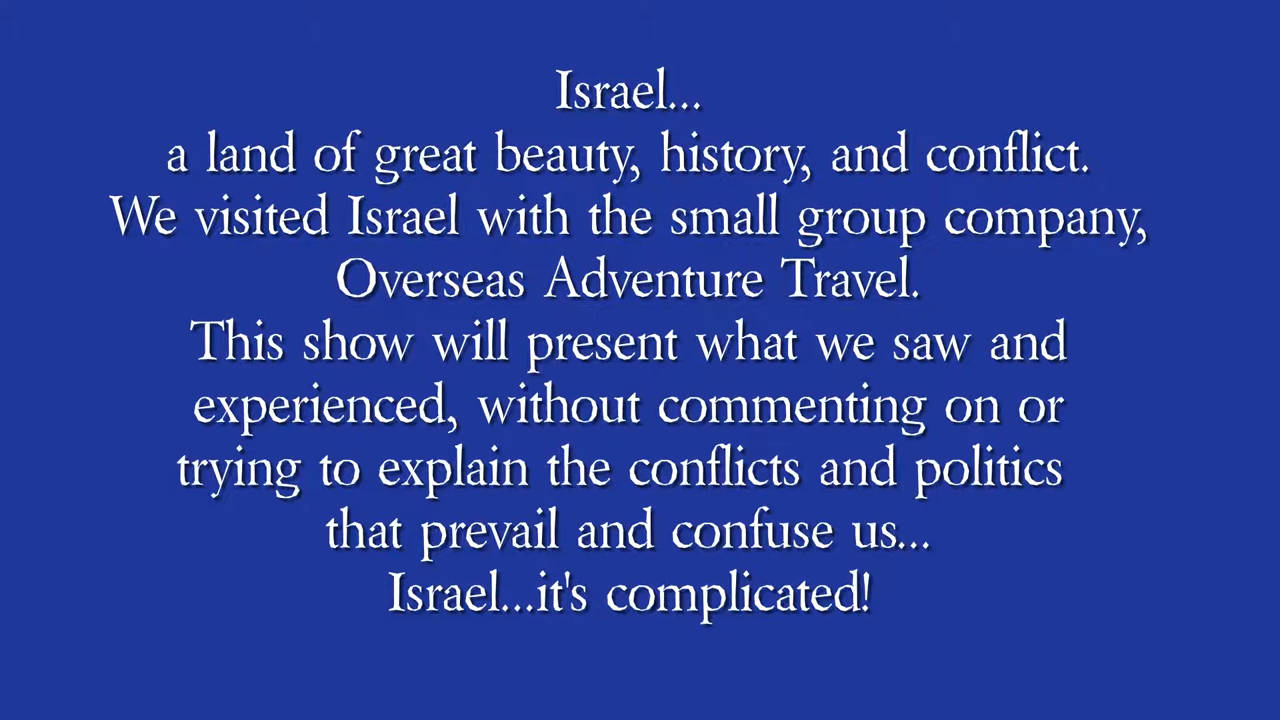 Israel...
a land of great beauty, history, and conflict.
We visited Israel with the small group company,
Overseas Adventure Travel.
This show will present what we saw and
experienced, without commenting on or
trying to explain the conflicts and politics
that prevail and confuse us...
Israel...it's complicated!